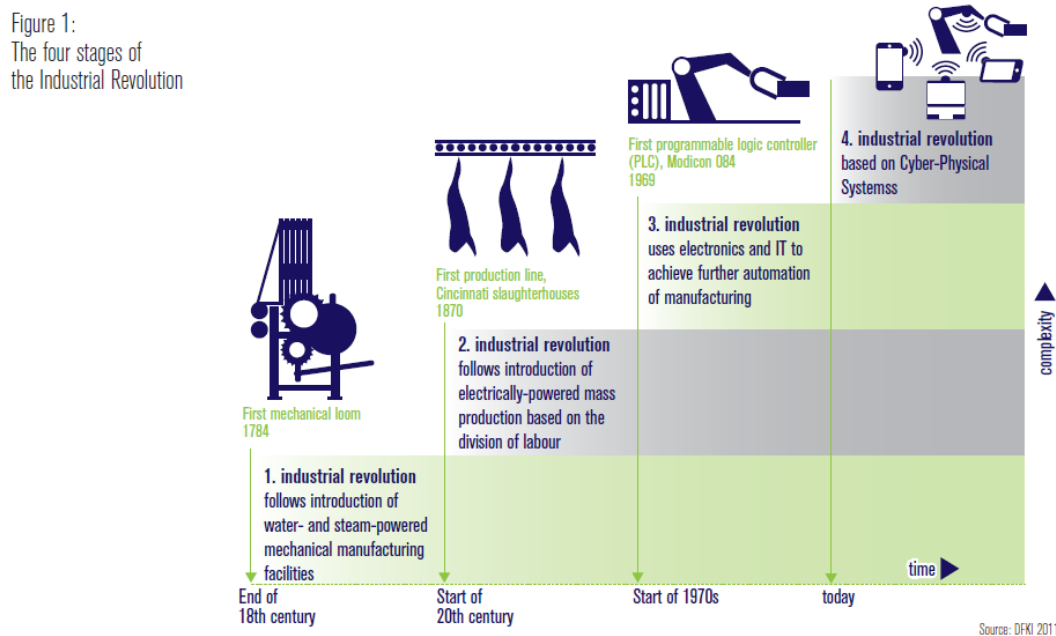 Figure 1:
The four stages of
the Industrial Revolution
First mechanical loom
1784
First production line,
Cincinnati slaughterhouses
1870
First programmable logic controller
(PLC), Modicon 084
1969
4. industrial revolution
based on Cyber-Physical
Systemss
3. industrial revolution
uses electronics and IT to
achieve further automation
of manufacturing
2. industrial revolution
follows introduction of
electrically-powered mass
production based on the
division of labour
1. industrial revolution
follows introduction of
water- and steam-powered
mechanical manufacturing
facilities
complexity
time
End of
18th century
Start of
20th century
Start of 1970s
today
Source: DFKI 2011